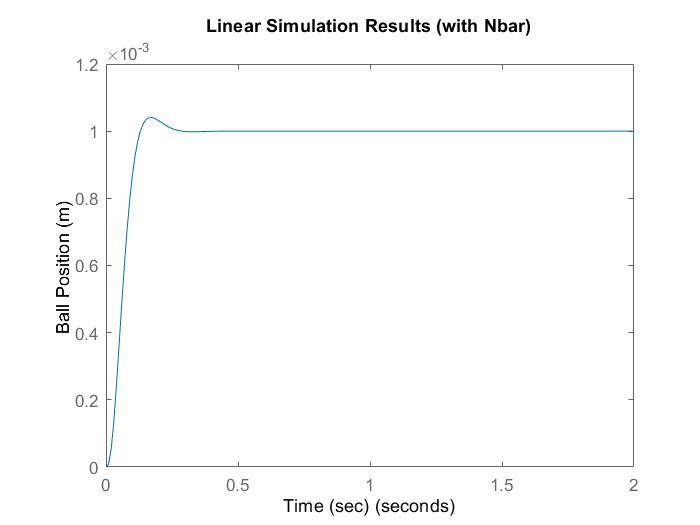 Linear Simulation Results (with Nbar)
×10⁻³
1.2
1
0.8
0.6
0.4
0.2
0
Ball Position (m)
0 0.5 1 1.5 2
Time (sec) (seconds)